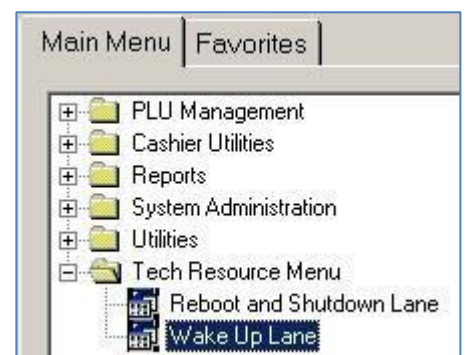 Main Menu Favorites
PLU Management
Cashier Utilities
Reports
System Administration
Utilities
Tech Resource Menu
Reboot and Shutdown Lane
Wake Up Lane